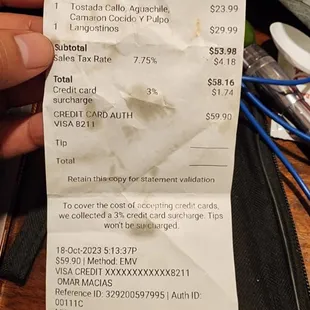 1 Tostada Callo, Aguachile, $23.99
Camaron Cocido Y Pulpo
1 Langostinos $29.99
Subtotal $53.98
Sales Tax Rate 7.75% $4.18
Total $58.16
Credit card 3% $1.74
surcharge
CREDIT CARD AUTH $59.90
VISA 8211
Tip
Total
Retain this copy for statement validation
To cover the cost of accepting credit cards,
we collected a 3% credit card surcharge. Tips
won't be surcharged.
18-Oct-2023 5:13:37P
$59.90 | Method: EMV
VISA CREDIT XXXXXXXXXXXX8211
OMAR MACIAS
Reference ID: 329200597995 | Auth ID:
00111C